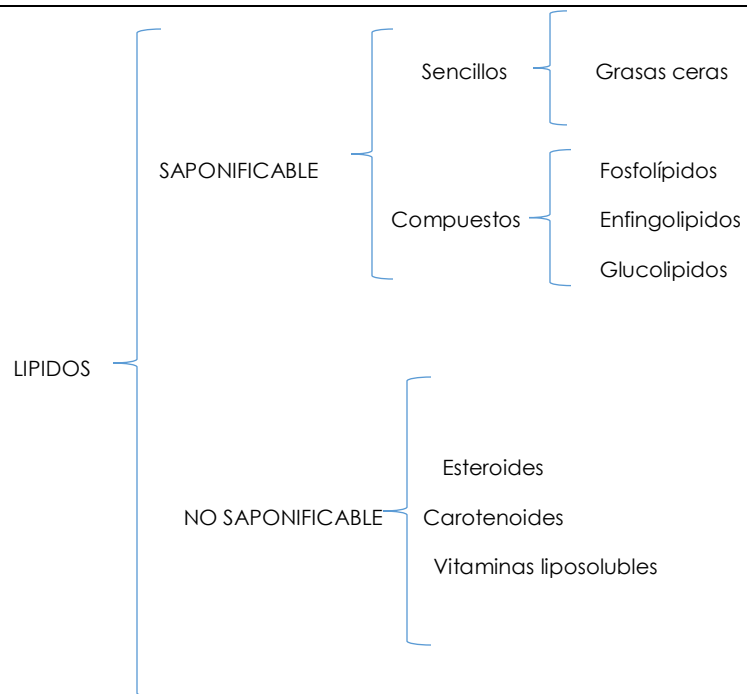 Sencillos
Grasas ceras
SAPONIFICABLE
Fosfolípidos
Compuestos
Enfingolipidos
Glucolipidos
LIPIDOS
Esteroides
NO SAPONIFICABLE
Carotenoides
Vitaminas liposolubles